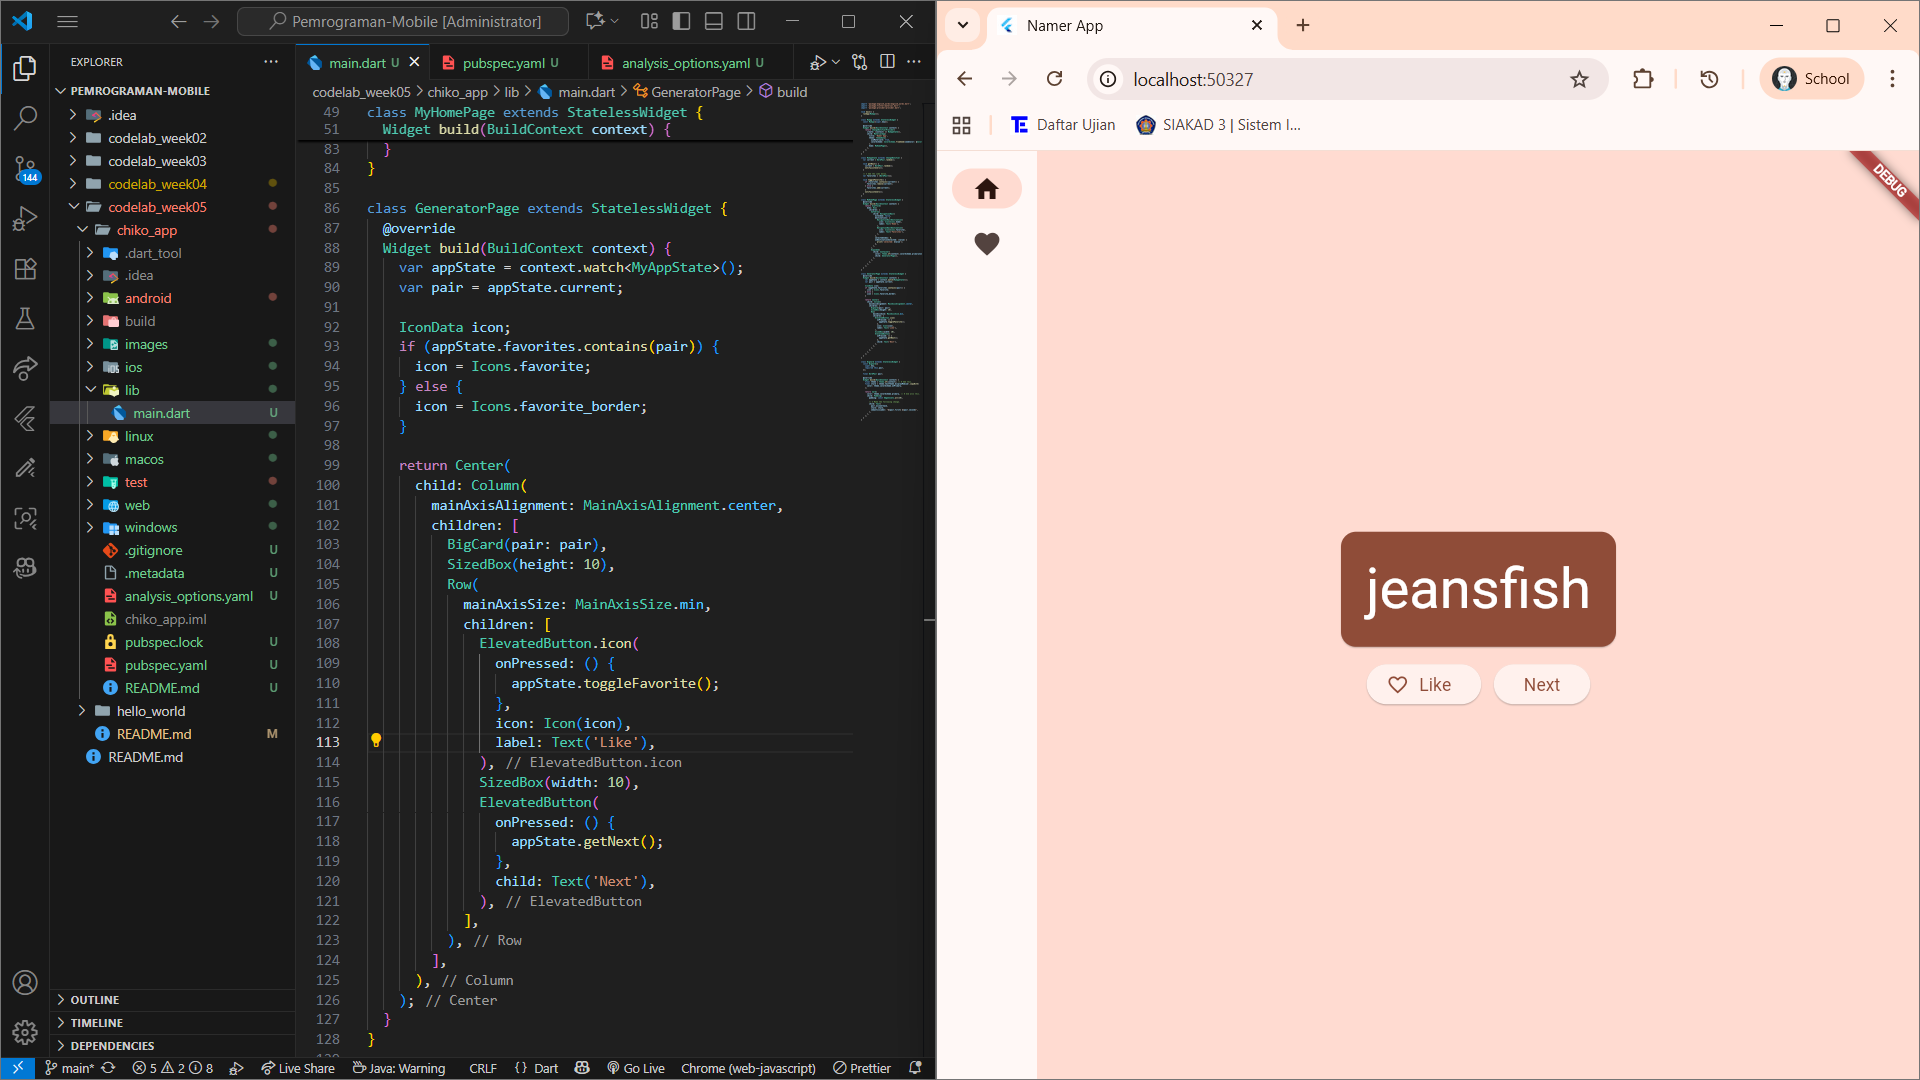 Pemrograman-Mobile [Administrator]
EXPLORER
PEMROGRAMAN-MOBILE
.idea
codelab_week02
codelab_week03
codelab_week04
codelab_week05
chiko_app
.dart_tool
.idea
android
build
images
ios
lib
main.dart U
linux
macos
test
web
windows
.gitignore U
.metadata U
analysis_options.yaml U
chiko_app.iml
pubspec.lock U
pubspec.yaml U
README.md U
hello_world
README.md M
README.md
OUTLINE
TIMELINE
DEPENDENCIES
144
main.dart U
pubspec.yaml U
analysis_options.yaml U
codelab_week05 > chiko_app > lib > main.dart > GeneratorPage > build
49 class MyHomePage extends StatelessWidget {
51 Widget build(BuildContext context) {
83 }
84 }
85
86 class GeneratorPage extends StatelessWidget {
87 @override
88 Widget build(BuildContext context) {
89 var appState = context.watch<MyAppState>();
90 var pair = appState.current;
91
92 IconData icon;
93 if (appState.favorites.contains(pair)) {
94 icon = Icons.favorite;
95 } else {
96 icon = Icons.favorite_border;
97 }
98
99 return Center(
100 child: Column(
101 mainAxisAlignment: MainAxisAlignment.center,
102 children: [
103 BigCard(pair: pair),
104 SizedBox(height: 10),
105 Row(
106 mainAxisSize: MainAxisSize.min,
107 children: [
108 ElevatedButton.icon(
109 onPressed: () {
110 appState.toggleFavorite();
111 },
112 icon: Icon(icon),
113 label: Text('Like'),
114 ), // ElevatedButton.icon
115 SizedBox(width: 10),
116 ElevatedButton(
117 onPressed: () {
118 appState.getNext();
119 },
120 child: Text('Next'),
121 ), // ElevatedButton
122 ],
123 ), // Row
124 ],
125 ), // Column
126 ); // Center
127 }
128 }
main* 5 2 8 Live Share Java: Warning CRLF {} Dart Go Live Chrome (web-javascript) Prettier
Namer App
localhost:50327
School
Daftar Ujian
SIAKAD 3 | Sistem I...
DEBUG
jeansfish
Like
Next